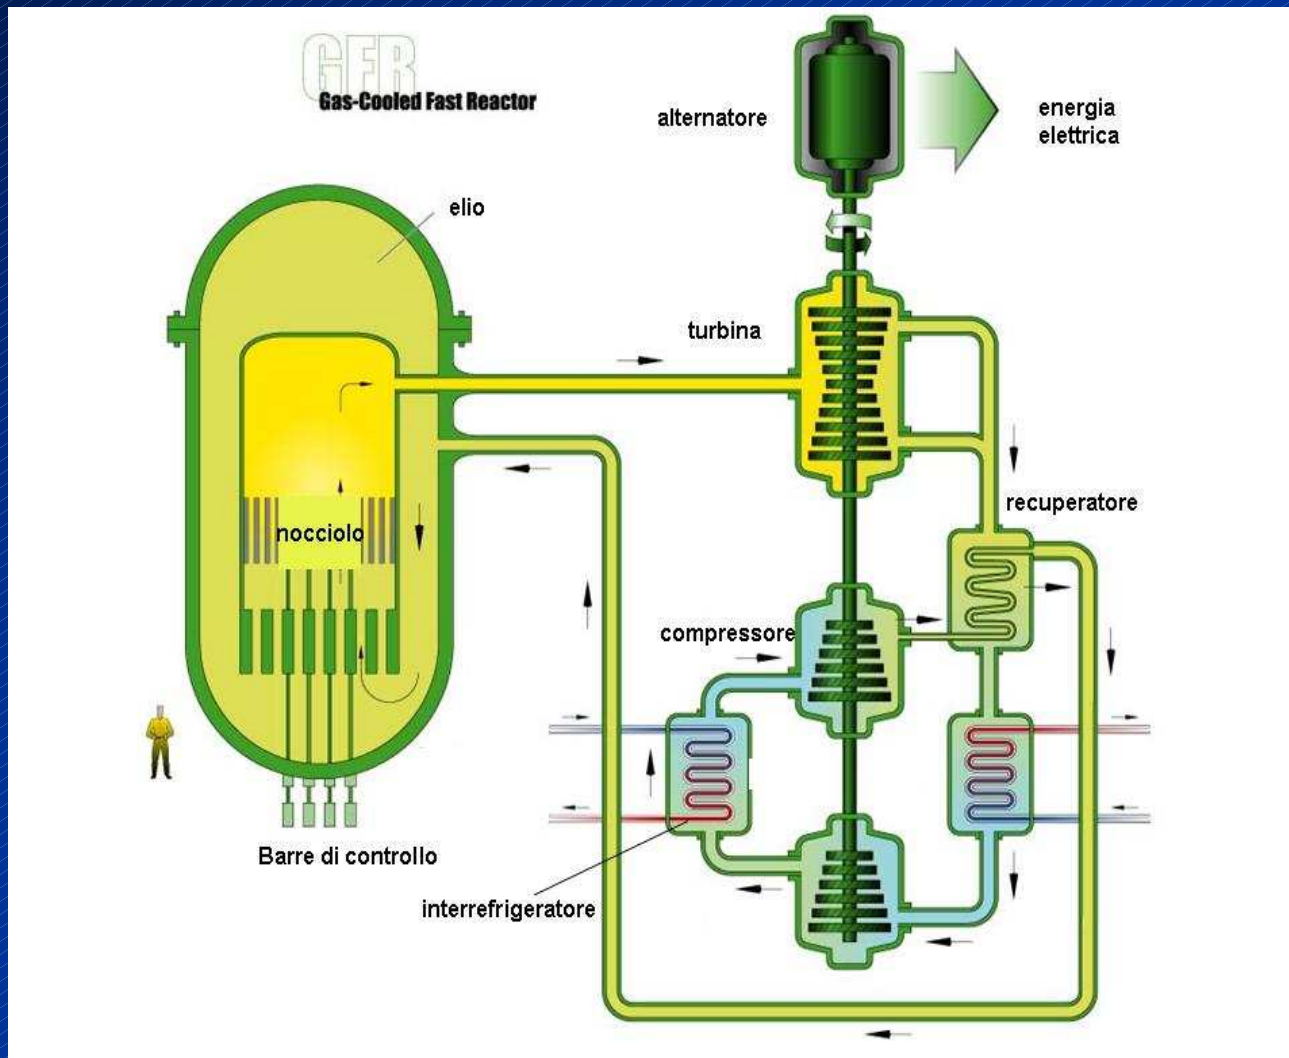 GFR
Gas-Cooled Fast Reactor
alternatore
energia
elettrica
elio
turbina
recuperatore
nocciolo
compressore
Barre di controllo
interrefrigeratore